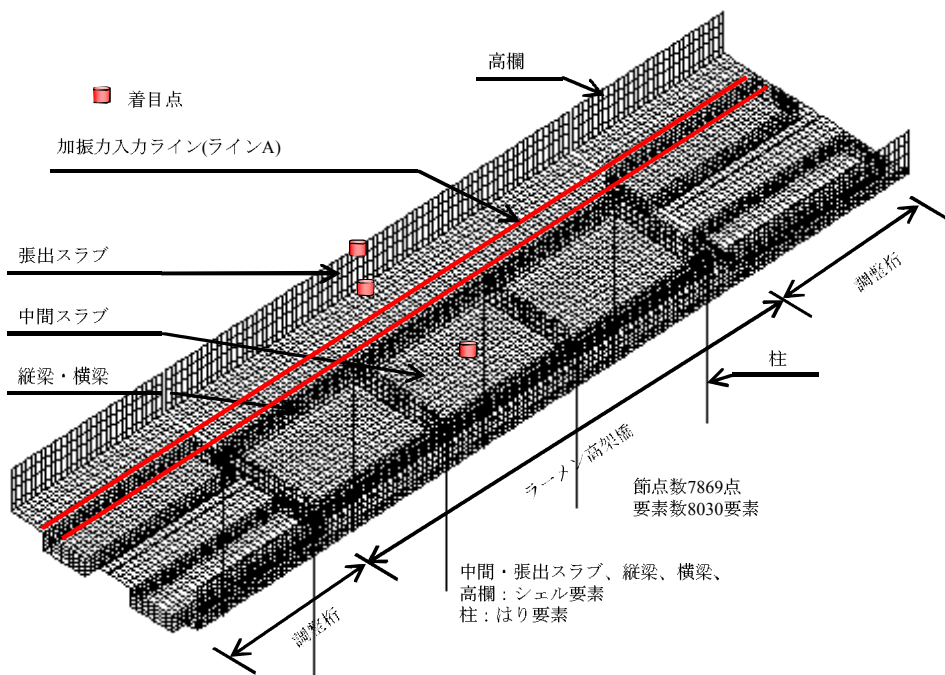 高欄
着目点
加振力入力ライン(ラインA)
張出スラブ
中間スラブ
縦梁・横梁
調整桁
柱
ラーメン高架橋
節点数7869点
要素数8030要素
中間・張出スラブ、縦梁、横梁、
高欄：シェル要素
柱：はり要素
調整桁